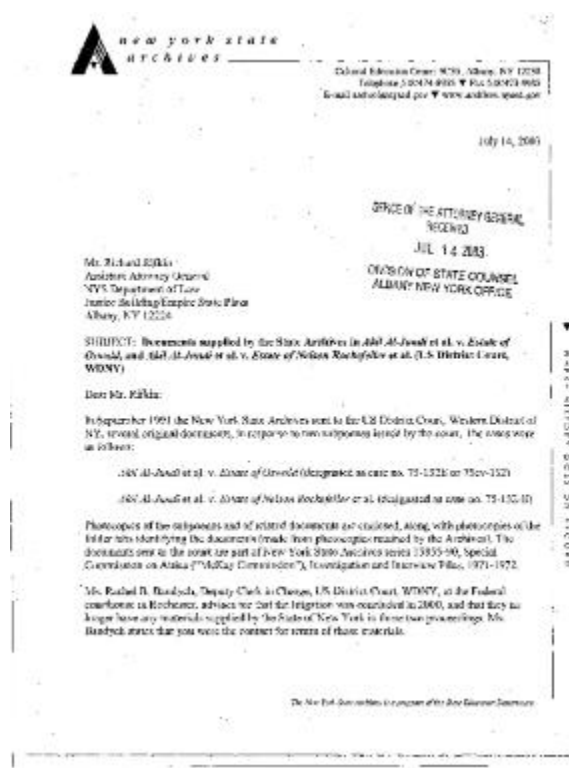 new york state
archives
Cultural Education Center, Albany, NY 12230
July 14, 2003
OFFICE OF THE ATTORNEY GENERAL
RECEIVED
JUL 14 2003
DIVISION OF STATE COUNSEL
ALBANY NEW YORK OFFICE
Mr. Richard Rifkin
Assistant Attorney General
NYS Department of Law
Justice Building/Empire State Plaza
Albany, NY 12224
SUBJECT: Documents supplied by the State Archives in Akil Al-Jundi et al. v. Estate of
Oswald, and Akil Al-Jundi et al. v. Estate of Nelson Rockefeller et al. (US District Court,
WDNY)
Dear Mr. Rifkin:
In September 1991 the New York State Archives sent to the US District Court, Western District of
NY, several original documents, in response to two subpoenas issued by the court. The cases were
as follows:
Akil Al-Jundi et al. v. Estate of Oswald (designated as case no. 75-132E or 75cv-132)
Akil Al-Jundi et al. v. Estate of Nelson Rockefeller et al. (designated as case no. 75-132-E)
Photocopies of the subpoenas and of related documents are enclosed, along with photocopies of the
folder tabs identifying the documents (made from photocopies retained by the Archives). The
documents sent to the court are part of New York State Archives series 15855-90, Special
Commission on Attica ("McKay Commission"), Investigation and Interview Files, 1971-1972.
Ms. Rachel B. Bandych, Deputy Clerk in Charge, US District Court, WDNY, at the Federal
courthouse in Rochester, advises me that the litigation was concluded in 2000, and that they no
longer have any materials supplied by the State of New York in those two proceedings. Ms.
Bandych states that you were the contact for return of those materials.
The New York State Archives is a program of the State Education Department